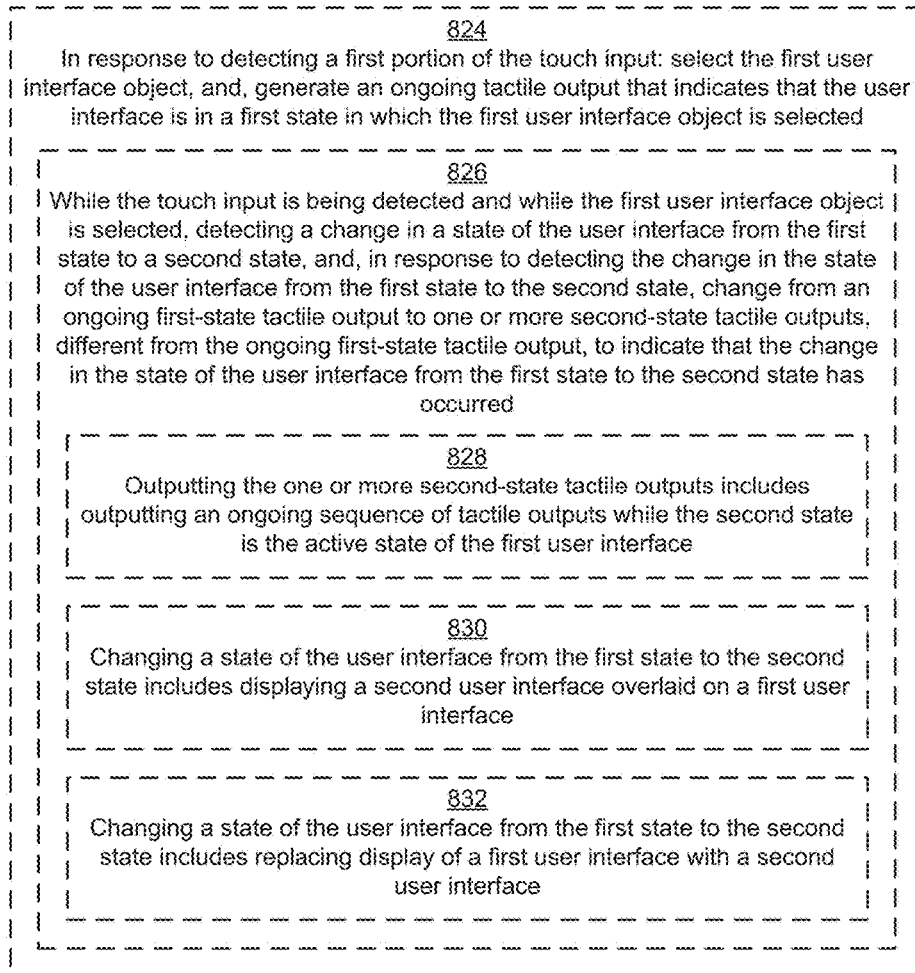 824
In response to detecting a first portion of the touch input: select the first user
interface object, and, generate an ongoing tactile output that indicates that the user
interface is in a first state in which the first user interface object is selected
826
While the touch input is being detected and while the first user interface object
is selected, detecting a change in a state of the user interface from the first
state to a second state, and, in response to detecting the change in the state
of the user interface from the first state to the second state, change from an
ongoing first-state tactile output to one or more second-state tactile outputs,
different from the ongoing first-state tactile output, to indicate that the change
in the state of the user interface from the first state to the second state has
occurred
828
Outputting the one or more second-state tactile outputs includes
outputting an ongoing sequence of tactile outputs while the second state
is the active state of the first user interface
830
Changing a state of the user interface from the first state to the second
state includes displaying a second user interface overlaid on a first user
interface
832
Changing a state of the user interface from the first state to the second
state includes replacing display of a first user interface with a second
user interface